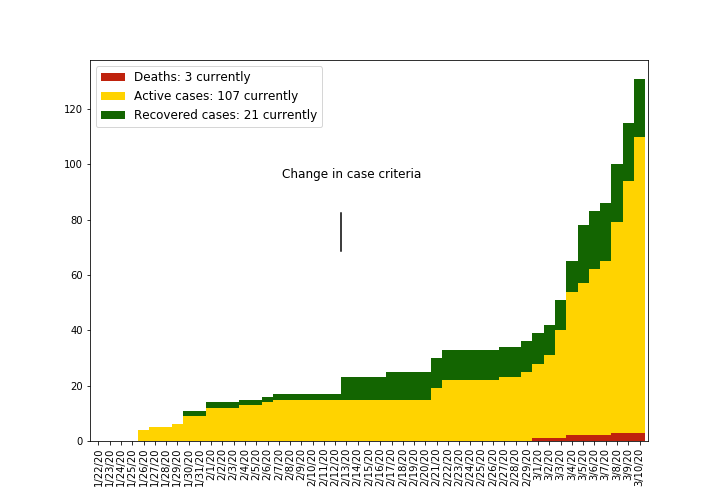 Deaths: 3 currently
Active cases: 107 currently
Recovered cases: 21 currently
Change in case criteria
120
100
80
60
40
20
0
1/22/20 1/23/20 1/24/20 1/25/20 1/26/20 1/27/20 1/28/20 1/29/20 1/30/20 1/31/20 2/1/20 2/2/20 2/3/20 2/4/20 2/5/20 2/6/20 2/7/20 2/8/20 2/9/20 2/10/20 2/11/20 2/12/20 2/13/20 2/14/20 2/15/20 2/16/20 2/17/20 2/18/20 2/19/20 2/20/20 2/21/20 2/22/20 2/23/20 2/24/20 2/25/20 2/26/20 2/27/20 2/28/20 2/29/20 3/1/20 3/2/20 3/3/20 3/4/20 3/5/20 3/6/20 3/7/20 3/8/20 3/9/20 3/10/20